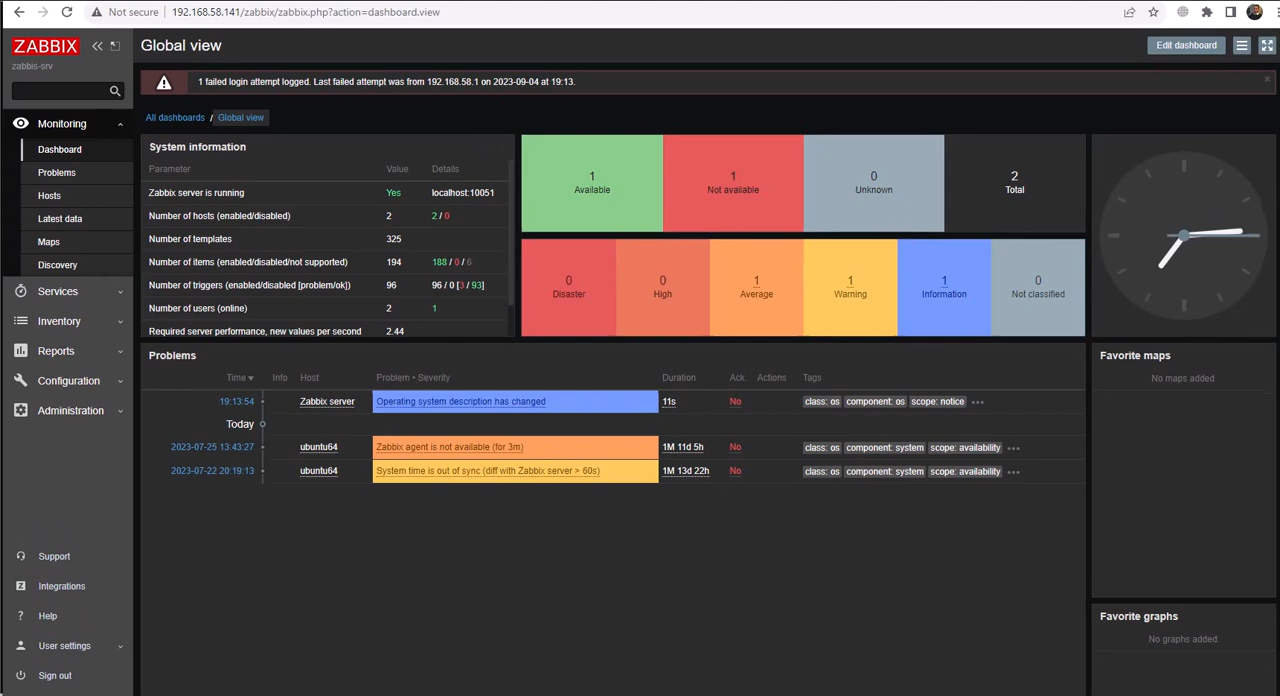 Not secure | 192.168.58.141/zabbix/zabbix.php?action=dashboard.view
ZABBIX
zabbis-srv
Monitoring
Dashboard
Problems
Hosts
Latest data
Maps
Discovery
Services
Inventory
Reports
Configuration
Administration
Support
Integrations
Help
User settings
Sign out
Global view
Edit dashboard
1 failed login attempt logged. Last failed attempt was from 192.168.58.1 on 2023-09-04 at 19:13.
All dashboards / Global view
System information
Parameter Value Details
Zabbix server is running Yes localhost:10051
Number of hosts (enabled/disabled) 2 2 / 0
Number of templates 325
Number of items (enabled/disabled/not supported) 194 188 / 0 / 6
Number of triggers (enabled/disabled [problem/ok]) 96 96 / 0 [3 / 93]
Number of users (online) 2 1
Required server performance, new values per second 2.44
1 Available
1 Not available
0 Unknown
2 Total
0 Disaster
0 High
1 Average
1 Warning
1 Information
0 Not classified
Problems
Time Info Host Problem • Severity Duration Ack Actions Tags
19:13:54 Zabbix server Operating system description has changed 11s No class: os component: os scope: notice •••
Today
2023-07-25 13:43:27 ubuntu64 Zabbix agent is not available (for 3m) 1M 11d 5h No class: os component: system scope: availability •••
2023-07-22 20:19:13 ubuntu64 System time is out of sync (diff with Zabbix server > 60s) 1M 13d 22h No class: os component: system scope: availability •••
Favorite maps
No maps added
Favorite graphs
No graphs added.